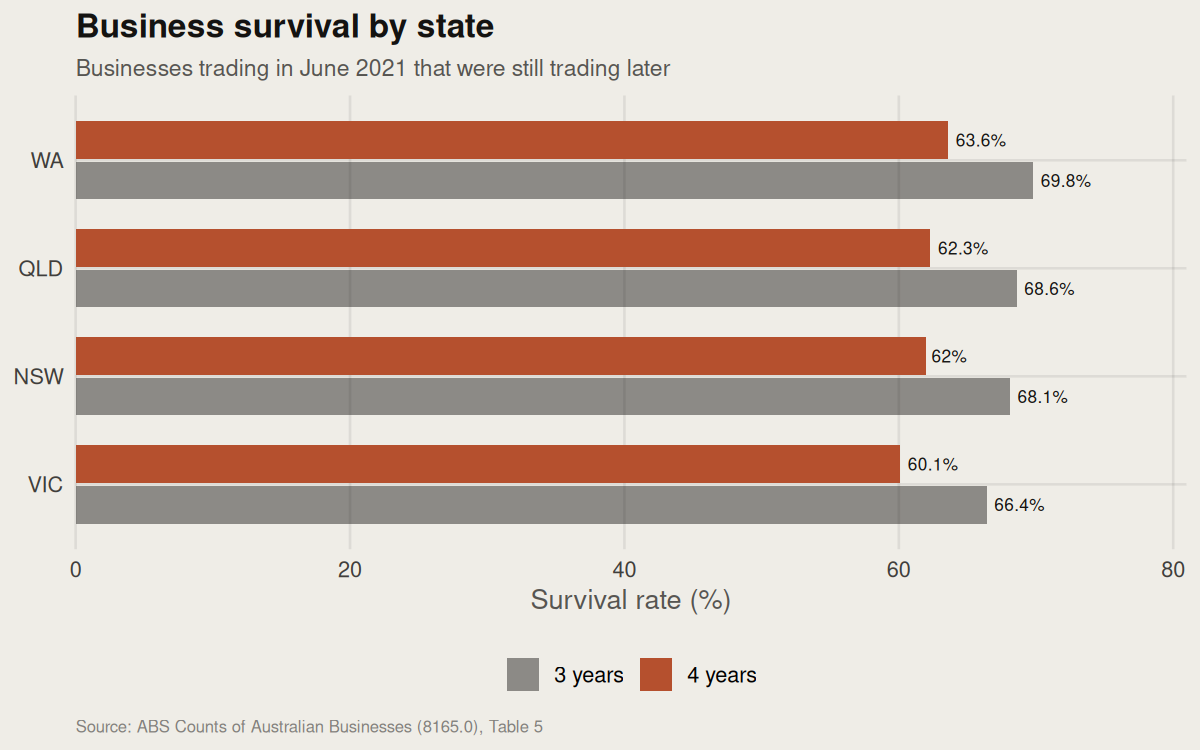 Business survival by state
Businesses trading in June 2021 that were still trading later
WA
63.6%
69.8%
QLD
62.3%
68.6%
NSW
62%
68.1%
VIC
60.1%
66.4%
0 20 40 60 80
Survival rate (%)
3 years 4 years
Source: ABS Counts of Australian Businesses (8165.0), Table 5